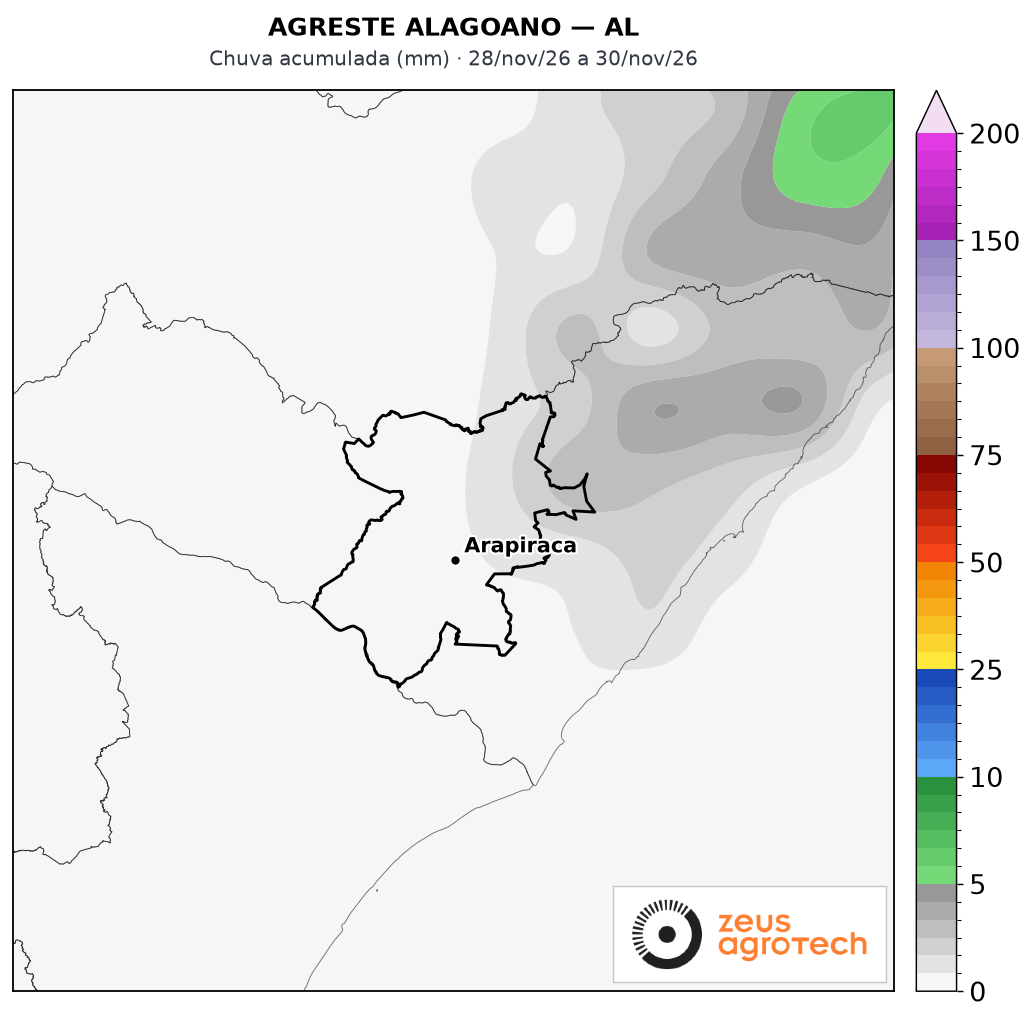 AGRESTE ALAGOANO — AL
Chuva acumulada (mm) · 28/nov/26 a 30/nov/26
200
150
100
75
50
25
10
5
0
Arapiraca
zeus
agrotech